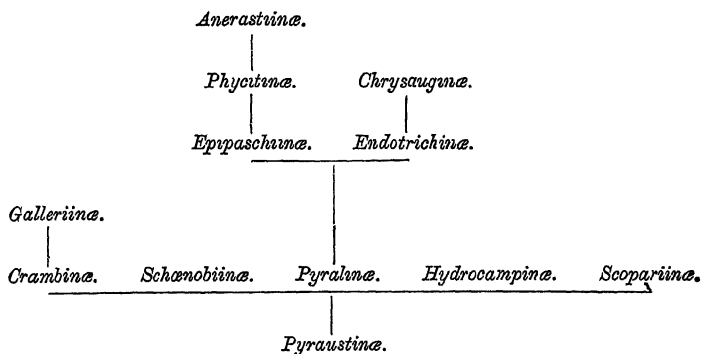 Anerastiinæ.
Phycitinæ. Chrysauginæ.
Epipaschiinæ. Endotrichinæ.
Galleriinæ.
Crambinæ. Schœnobiinæ. Pyralinæ. Hydrocampinæ. Scopariinæ.
Pyraustinæ.